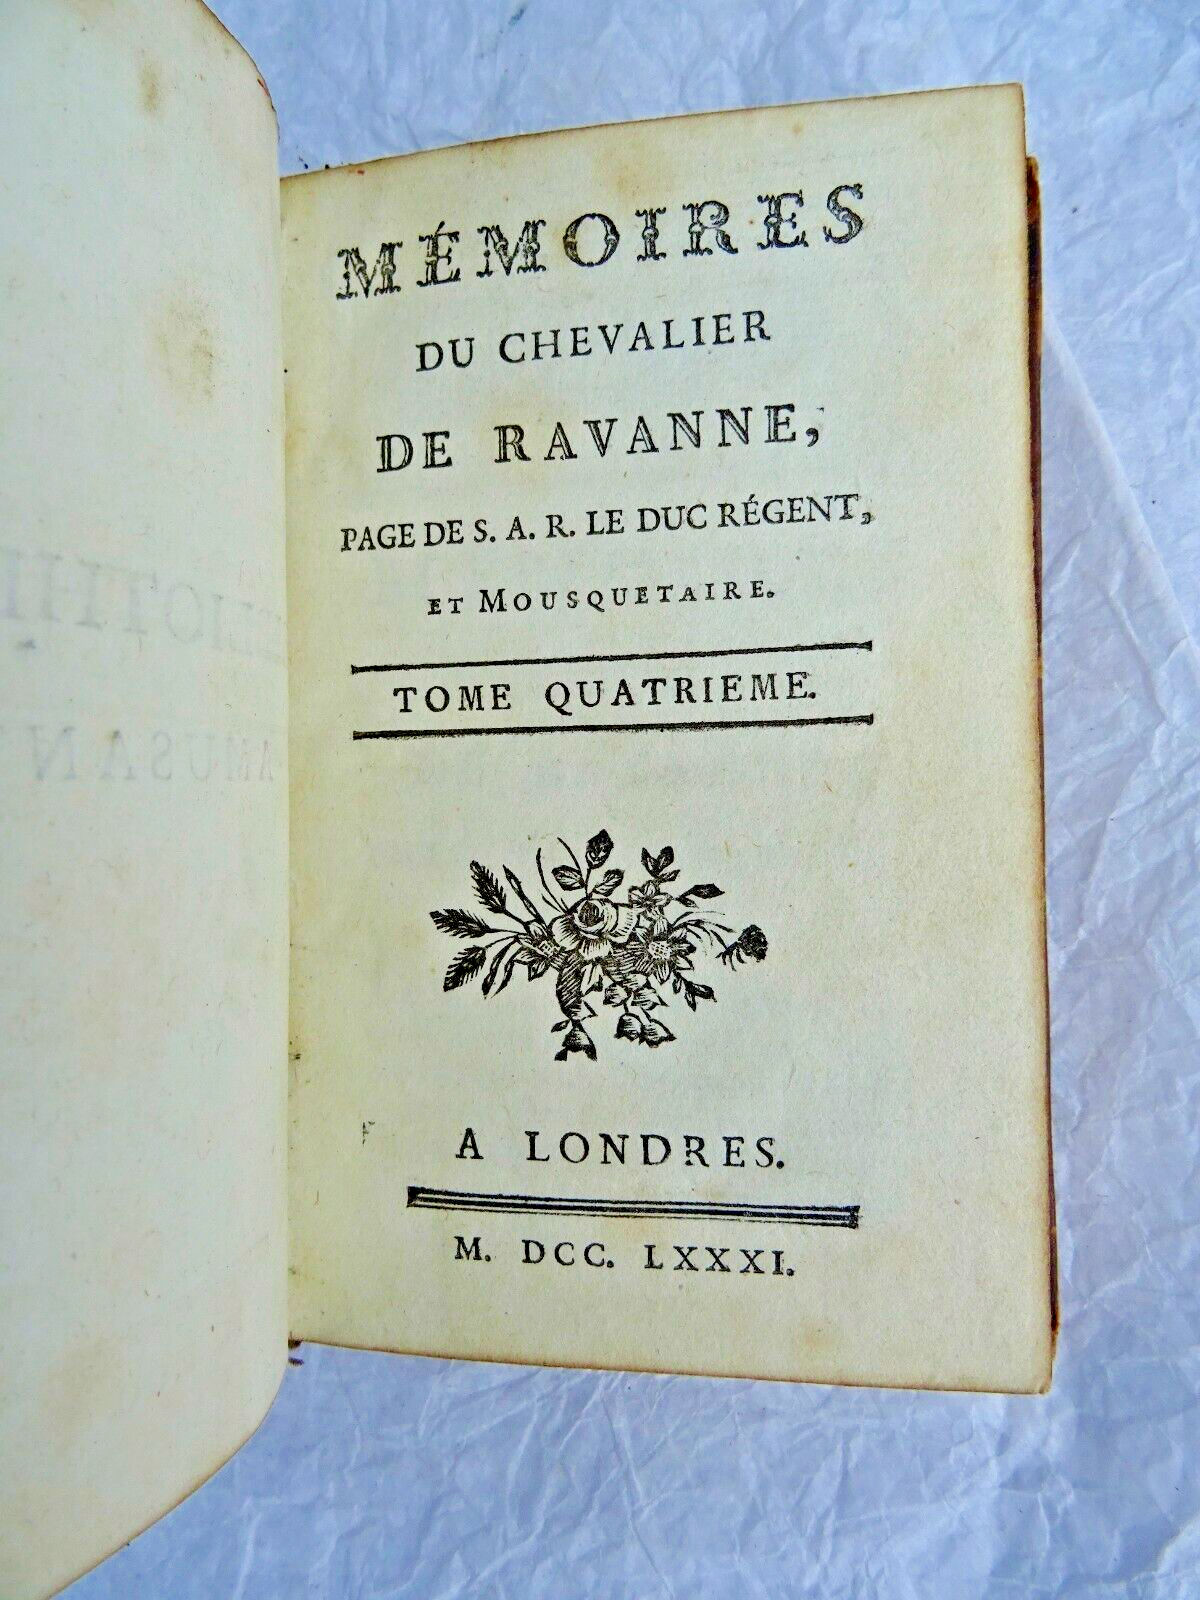 MÉMOIRES
DU CHEVALIER
DE RAVANNE,
PAGE DE S. A. R. LE DUC RÉGENT,
ET MOUSQUETAIRE.
TOME QUATRIEME.
A LONDRES.
M. DCC. LXXXI.